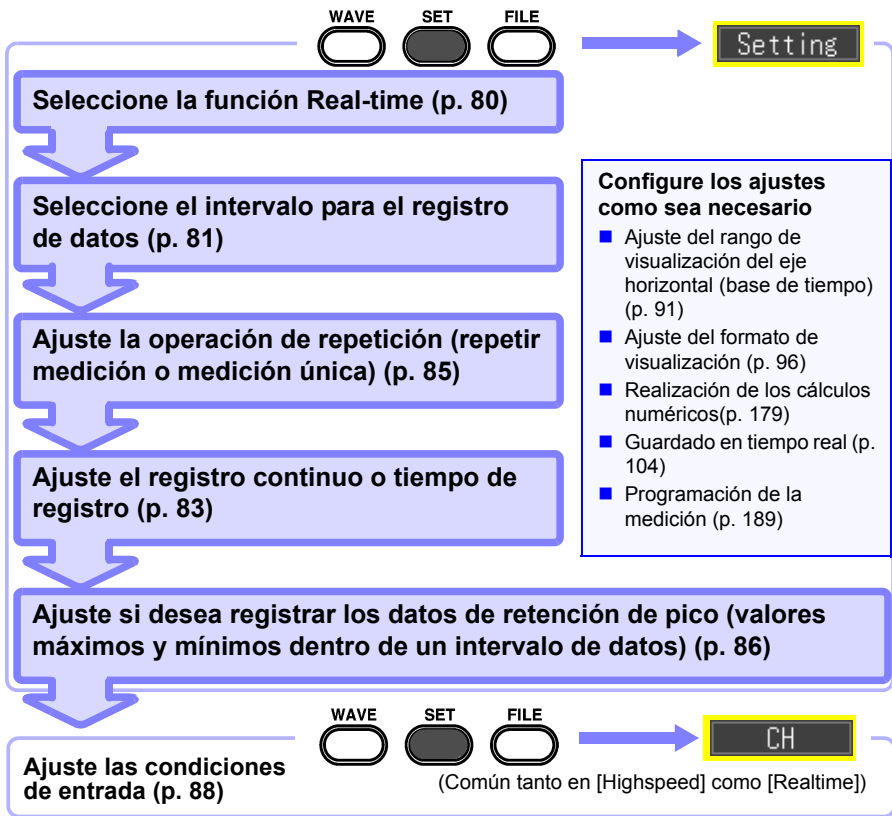 WAVE SET FILE
Setting
Seleccione la función Real-time (p. 80)
Seleccione el intervalo para el registro
de datos (p. 81)
Ajuste la operación de repetición (repetir
medición o medición única) (p. 85)
Ajuste el registro continuo o tiempo de
registro (p. 83)
Configure los ajustes
como sea necesario
Ajuste del rango de
visualización del eje
horizontal (base de tiempo)
(p. 91)
Ajuste del formato de
visualización (p. 96)
Realización de los cálculos
numéricos(p. 179)
Guardado en tiempo real (p.
104)
Programación de la
medición (p. 189)
Ajuste si desea registrar los datos de retención de pico (valores
máximos y mínimos dentro de un intervalo de datos) (p. 86)
WAVE SET FILE
CH
Ajuste las condiciones
de entrada (p. 88)
(Común tanto en [Highspeed] como [Realtime])